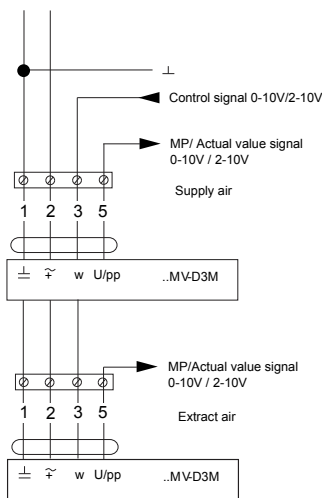 ⊥
Control signal 0-10V/2-10V
MP/ Actual value signal
0-10V / 2-10V
Supply air
1 2 3 5
⊥ ~+ w U/pp ..MV-D3M
MP/Actual value signal
0-10V / 2-10V
1 2 3 5
Extract air
⊥ ~+ w U/pp ..MV-D3M